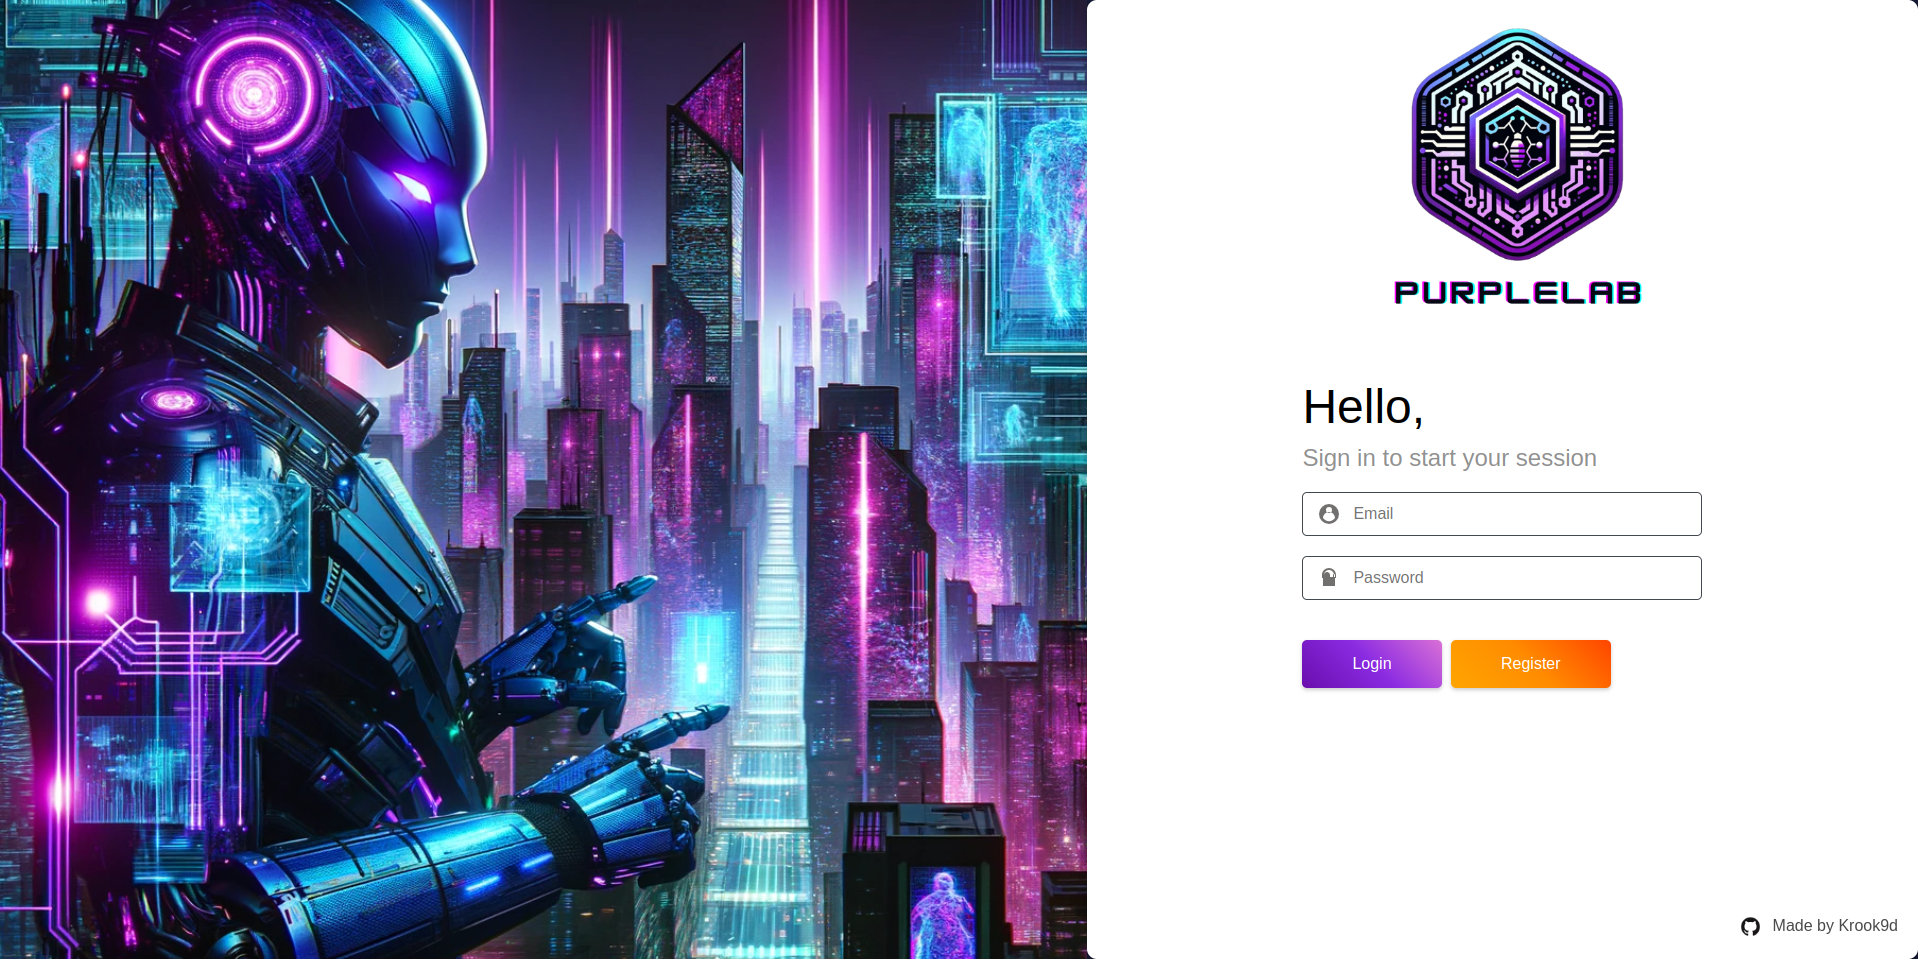 PURPLELAB
Hello,
Sign in to start your session
Email
Password
Login
Register
Made by Krook9d